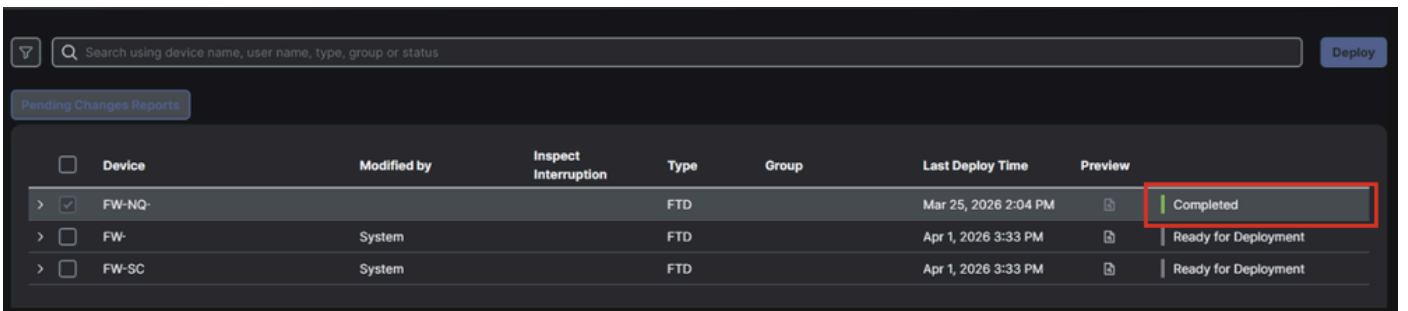 Search using device name, user name, type, group or status
Deploy
Pending Changes Reports
Device Modified by Inspect Interruption Type Group Last Deploy Time Preview
FW-NQ- FTD Mar 25, 2026 2:04 PM Completed
FW- System FTD Apr 1, 2026 3:33 PM Ready for Deployment
FW-SC System FTD Apr 1, 2026 3:33 PM Ready for Deployment